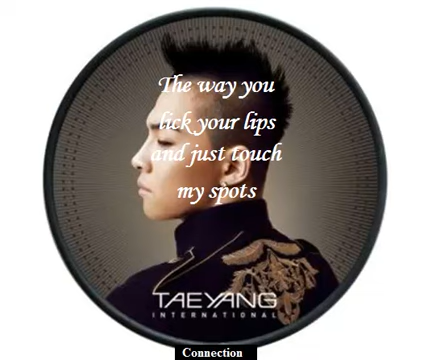 The way you
lick your lips
and just touch
my spots
TAEYANG
INTERNATIONAL
Connection